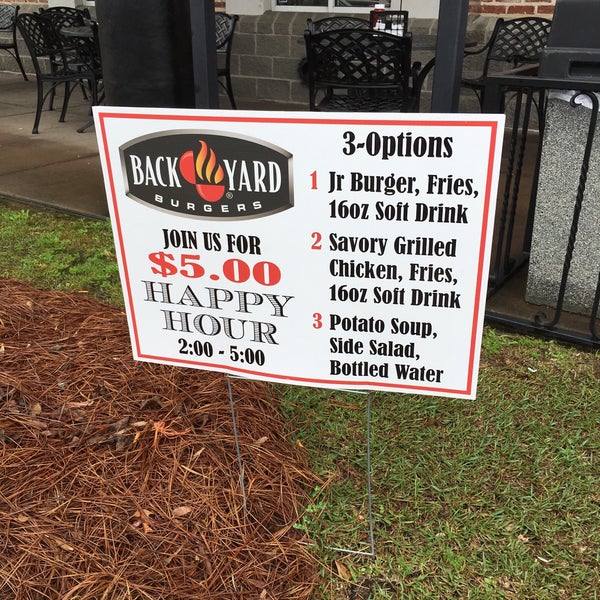 BACK YARD
BURGERS
JOIN US FOR
$5.00
HAPPY
HOUR
2:00 - 5:00
3-Options
1 Jr Burger, Fries,
16oz Soft Drink
2 Savory Grilled
Chicken, Fries,
16oz Soft Drink
3 Potato Soup,
Side Salad,
Bottled Water